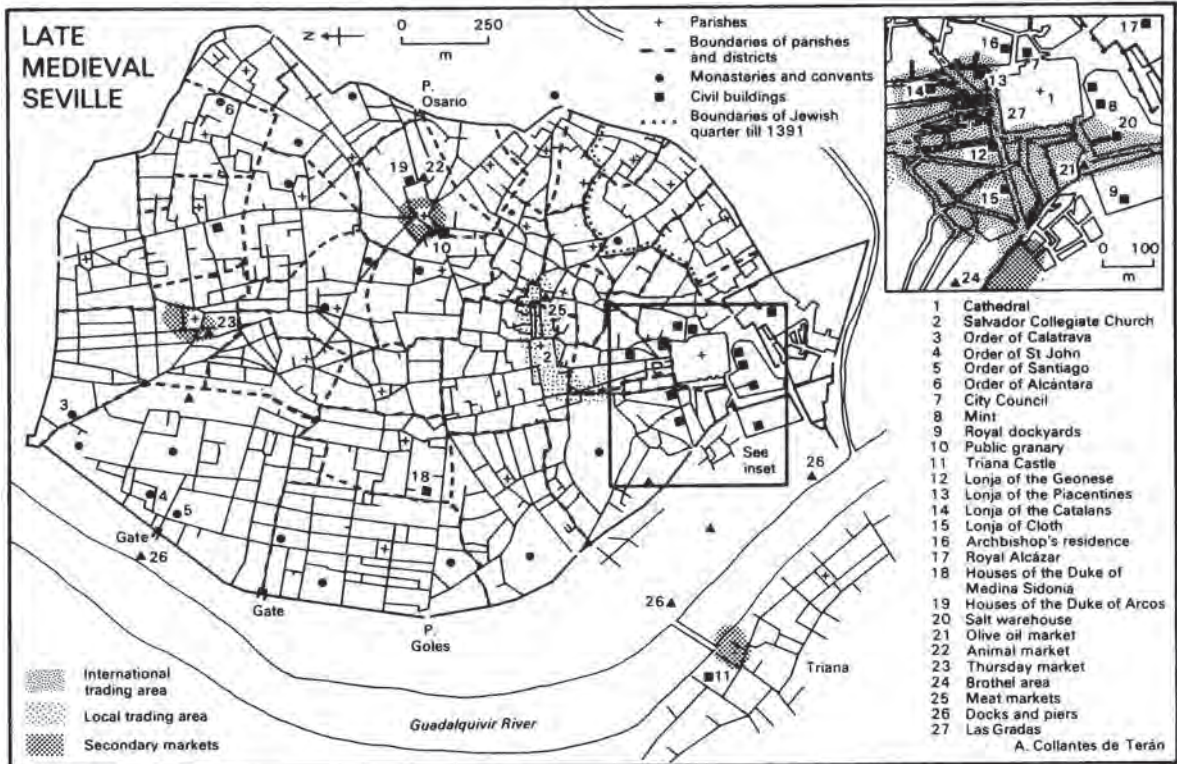 LATE
MEDIEVAL
SEVILLE
N
0 250
m
+ Parishes
Boundaries of parishes
and districts
Monasteries and convents
Civil buildings
Boundaries of Jewish
quarter till 1391
P.
Osario
6
19
22
10
23
25
2
3
18
4
5
Gate
26
Gate
P.
Goles
See
inset
26
26
11
Triana
Guadalquivir River
International
trading area
Local trading area
Secondary markets
17
16
7
14
13
1
27
8
20
12
21
15
9
0 100
m
24
1 Cathedral
2 Salvador Collegiate Church
3 Order of Calatrava
4 Order of St John
5 Order of Santiago
6 Order of Alcántara
7 City Council
8 Mint
9 Royal dockyards
10 Public granary
11 Triana Castle
12 Lonja of the Geonese
13 Lonja of the Piacentines
14 Lonja of the Catalans
15 Lonja of Cloth
16 Archbishop's residence
17 Royal Alcázar
18 Houses of the Duke of
Medina Sidonia
19 Houses of the Duke of Arcos
20 Salt warehouse
21 Olive oil market
22 Animal market
23 Thursday market
24 Brothel area
25 Meat markets
26 Docks and piers
27 Las Gradas
A. Collantes de Terán